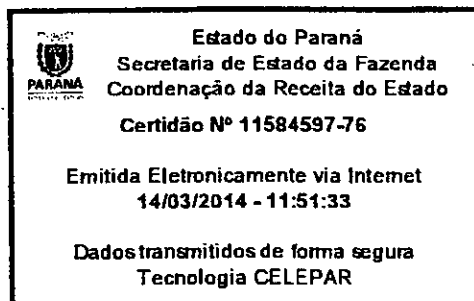 Estado do Paraná
Secretaria de Estado da Fazenda
PARANÁ
Coordenação da Receita do Estado
Certidão Nº 11584597-76
Emitida Eletronicamente via Internet
14/03/2014 - 11:51:33
Dados transmitidos de forma segura
Tecnologia CELEPAR